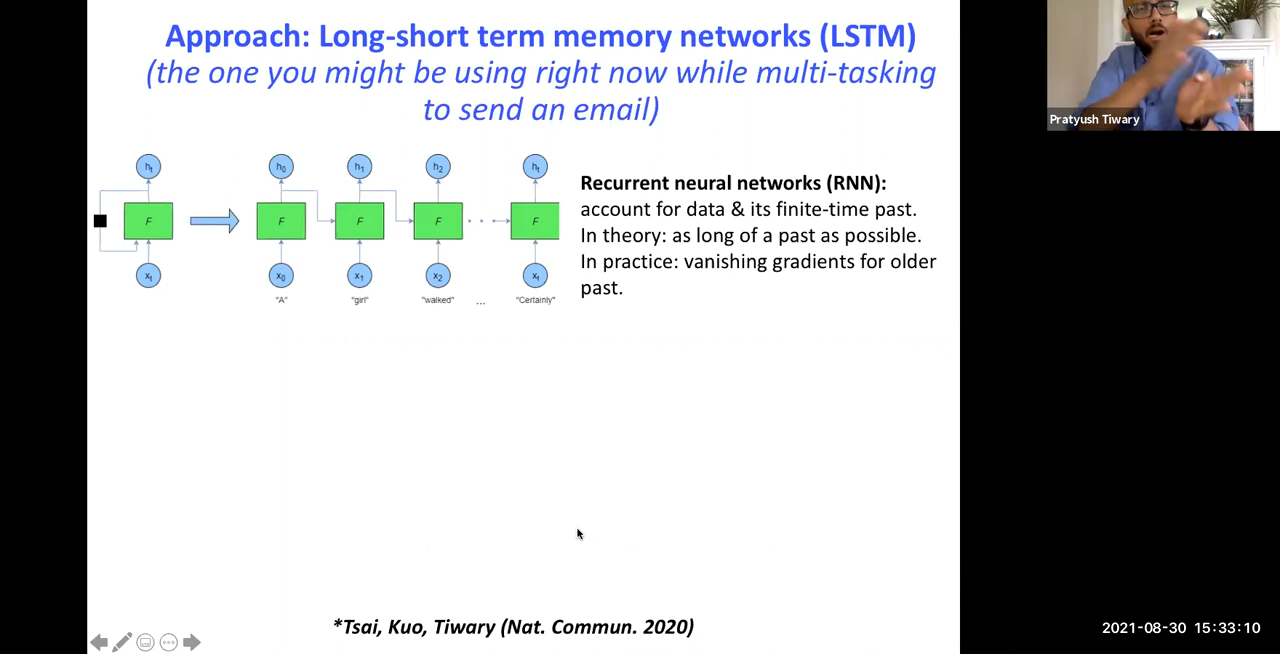 Approach: Long-short term memory networks (LSTM)
(the one you might be using right now while multi-tasking
to send an email)
Pratyush Tiwary
hₜ
h₀
h₁
h₂
hₜ
Recurrent neural networks (RNN):
account for data & its finite-time past.
In theory: as long of a past as possible.
In practice: vanishing gradients for older
past.
F
F
F
F
F
xₜ
x₀
x₁
x₂
xₜ
"A"
"girl"
"walked"
...
"Certainly"
*Tsai, Kuo, Tiwary (Nat. Commun. 2020)
2021-08-30 15:33:10